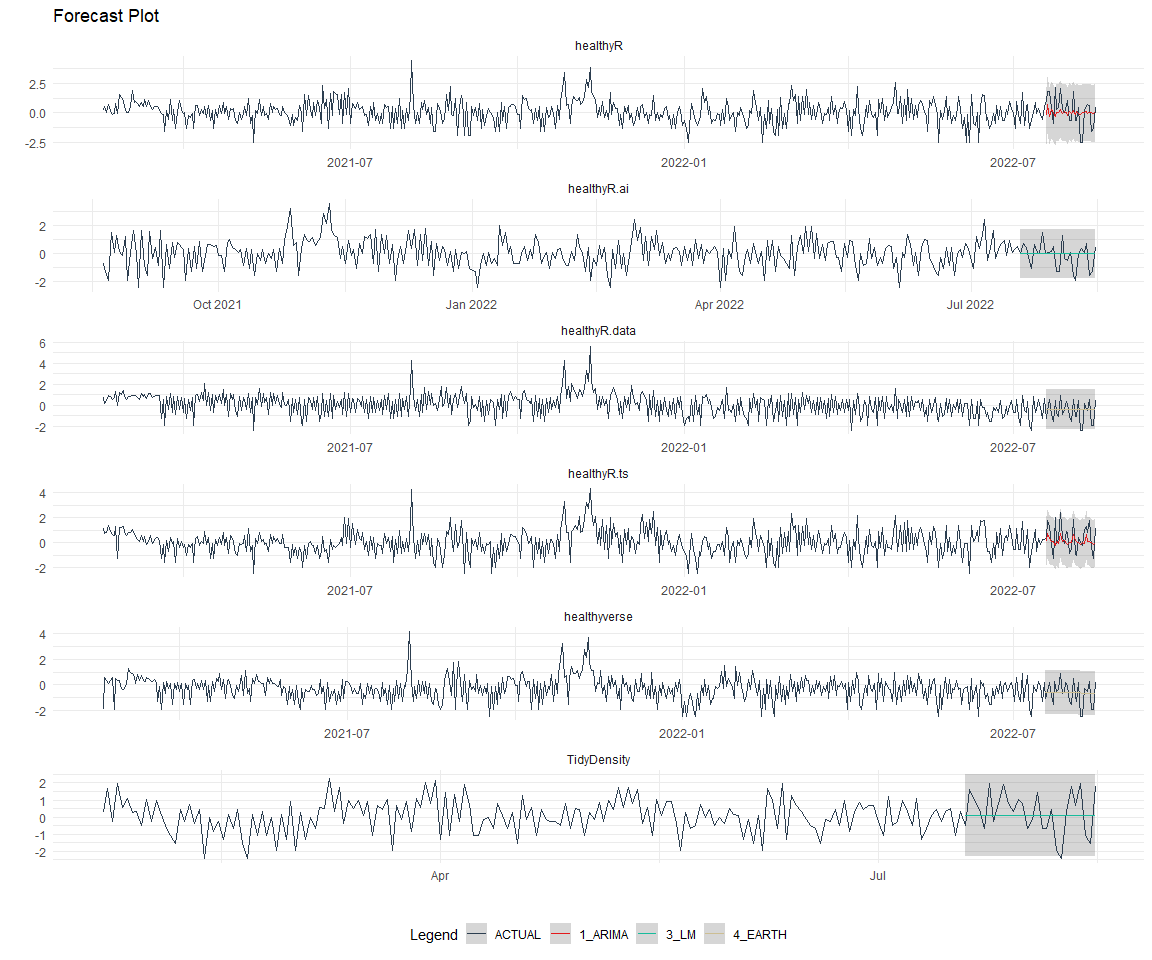 Forecast Plot
healthyR
2.5
0.0
-2.5
2021-07 2022-01 2022-07
healthyR.ai
2
0
-2
Oct 2021 Jan 2022 Apr 2022 Jul 2022
healthyR.data
6
4
2
0
-2
2021-07 2022-01 2022-07
healthyR.ts
4
2
0
-2
2021-07 2022-01 2022-07
healthyverse
4
2
0
-2
2021-07 2022-01 2022-07
TidyDensity
2
1
0
-1
-2
Apr Jul
Legend ACTUAL 1_ARIMA 3_LM 4_EARTH